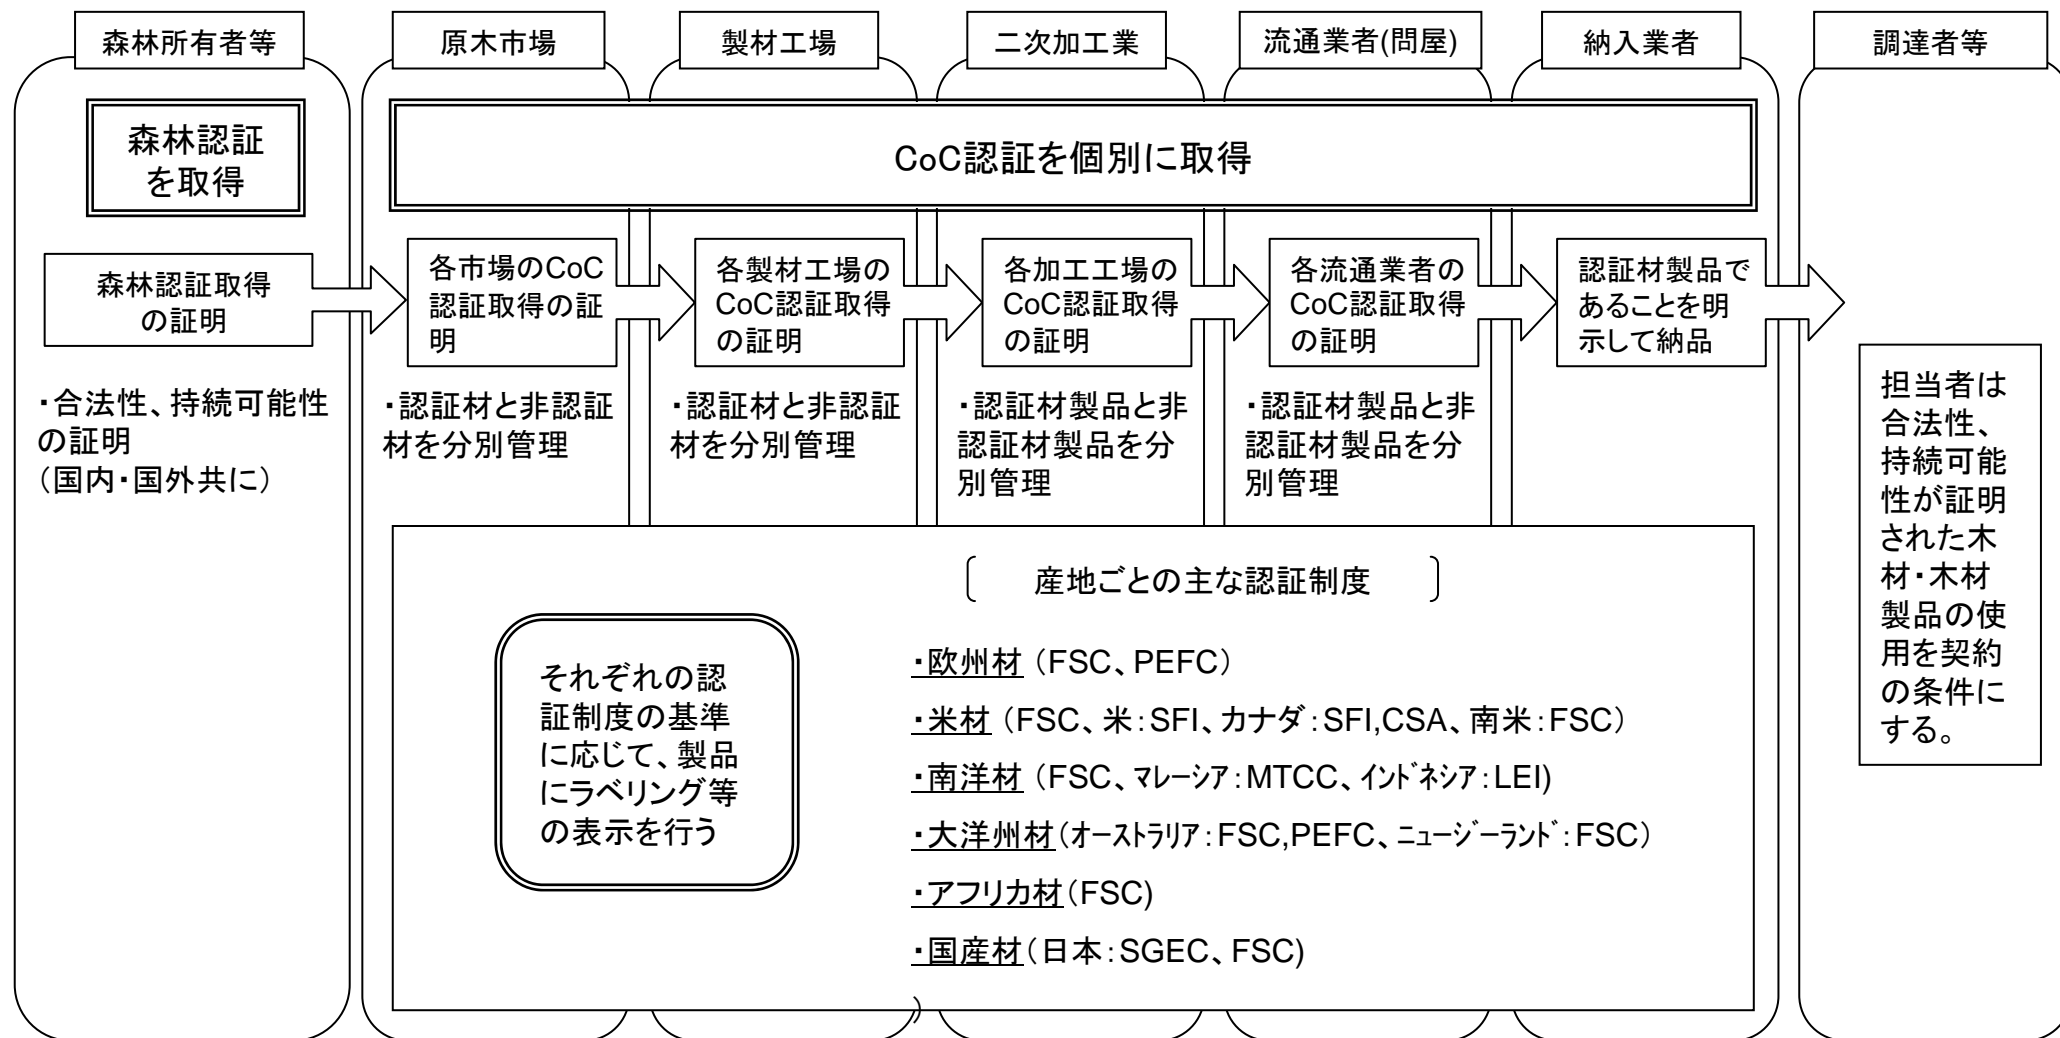 森林所有者等
原木市場
製材工場
二次加工業
流通業者(問屋)
納入業者
調達者等
森林認証
を取得
CoC認証を個別に取得
森林認証取得
の証明
各市場のCoC
認証取得の証
明
各製材工場の
CoC認証取得
の証明
各加工工場の
CoC認証取得
の証明
各流通業者の
CoC認証取得
の証明
認証材製品で
あることを明
示して納品
・合法性、持続可能性
の証明
（国内・国外共に）
・認証材と非認証
材を分別管理
・認証材と非認証
材を分別管理
・認証材製品と非
認証材製品を分
別管理
・認証材製品と非
認証材製品を分
別管理
担当者は
合法性、
持続可能
性が証明
された木
材・木材
製品の使
用を契約
の条件に
する。
〔 産地ごとの主な認証制度 〕
それぞれの認
証制度の基準
に応じて、製品
にラベリング等
の表示を行う
・欧州材（FSC、PEFC）
・米材（FSC、米：SFI、カナダ：SFI,CSA、南米：FSC）
・南洋材（FSC、ﾏﾚｰｼｱ：MTCC、ｲﾝﾄﾞﾈｼｱ：LEI)
・大洋州材（ｵｰｽﾄﾗﾘｱ：FSC,PEFC、ﾆｭｰｼﾞｰﾗﾝﾄﾞ：FSC）
・アフリカ材（FSC)
・国産材（日本：SGEC、FSC)
）